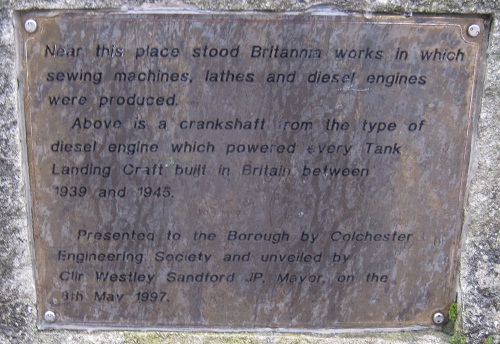 Near this place stood Britannia works in which
sewing machines, lathes and diesel engines
were produced.
Above is a crankshaft from the type of
diesel engine which powered every Tank
Landing Craft built in Britain between
1939 and 1945.
Presented to the Borough by Colchester
Engineering Society and unveiled by
Cllr Westley Sandford JP, Mayor, on the
May 1997.